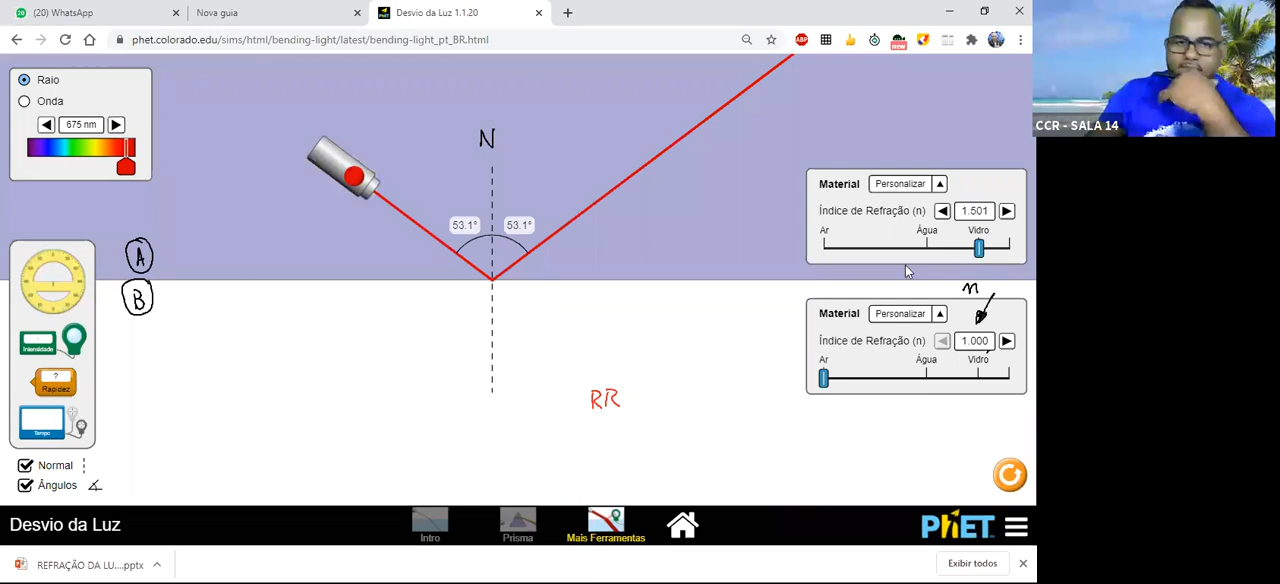 (20) WhatsApp
Nova guia
Desvio da Luz 1.1.20
phet.colorado.edu/sims/html/bending-light/latest/bending-light_pt_BR.html
ABP
new
CCR - SALA 14
Raio
Onda
675 nm
N
53.1°
53.1°
A
B
Material
Personalizar
Índice de Refração (n)
1.501
Ar
Água
Vidro
n
Material
Personalizar
Índice de Refração (n)
1.000
Ar
Água
Vidro
RR
Intensidade
?
Rapidez
Tempo
Normal
Ângulos
Desvio da Luz
Intro
Prisma
Mais Ferramentas
PhET
REFRAÇÃO DA LU....pptx
Exibir todos